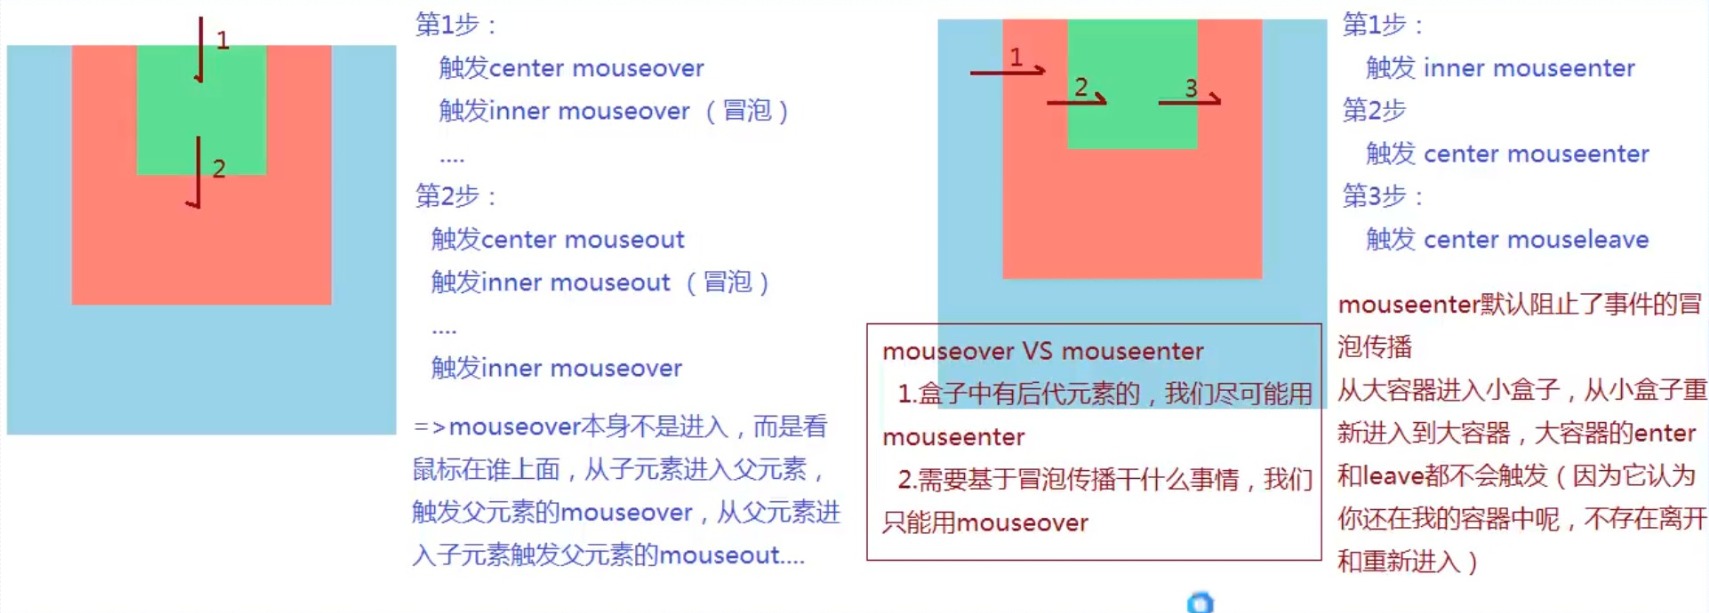 1
2
第1步：
触发center mouseover
触发inner mouseover （冒泡）
....
第2步：
触发center mouseout
触发inner mouseout （冒泡）
....
触发inner mouseover
=>mouseover本身不是进入，而是看
鼠标在谁上面，从子元素进入父元素，
触发父元素的mouseover，从父元素进
入子元素触发父元素的mouseout....
1
2
3
mouseover VS mouseenter
1.盒子中有后代元素的，我们尽可能用
mouseenter
2.需要基于冒泡传播干什么事情，我们
只能用mouseover
第1步：
触发 inner mouseenter
第2步
触发 center mouseenter
第3步：
触发 center mouseleave
mouseenter默认阻止了事件的冒
泡传播
从大容器进入小盒子，从小盒子重
新进入到大容器，大容器的enter
和leave都不会触发（因为它认为
你还在我的容器中呢，不存在离开
和重新进入）